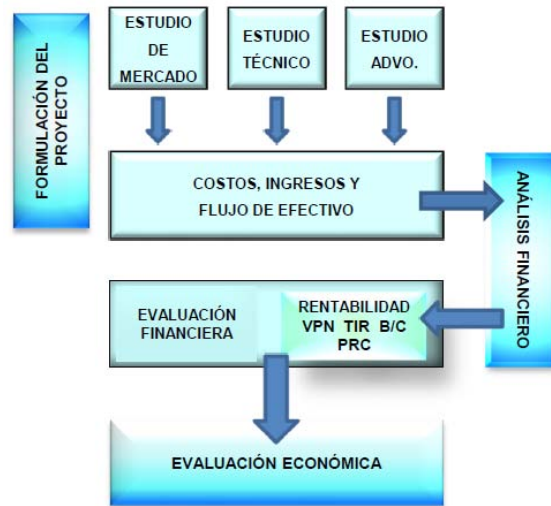 FORMULACIÓN DEL
PROYECTO
ESTUDIO
DE
MERCADO
ESTUDIO
TÉCNICO
ESTUDIO
ADVO.
COSTOS, INGRESOS Y
FLUJO DE EFECTIVO
ANÁLISIS FINANCIERO
EVALUACIÓN
FINANCIERA
RENTABILIDAD
VPN TIR B/C
PRC
EVALUACIÓN ECONÓMICA